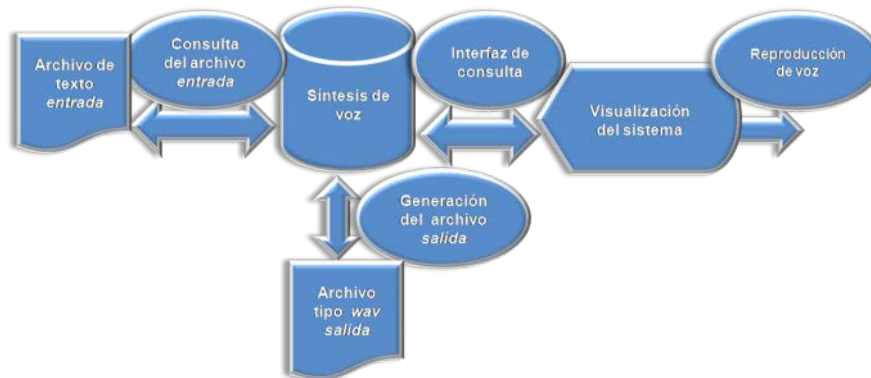 Archivo de
texto
entrada
Consulta
del archivo
entrada
Síntesis de
voz
Interfaz de
consulta
Visualización
del sistema
Reproducción
de voz
Generación
del archivo
salida
Archivo
tipo wav
salida